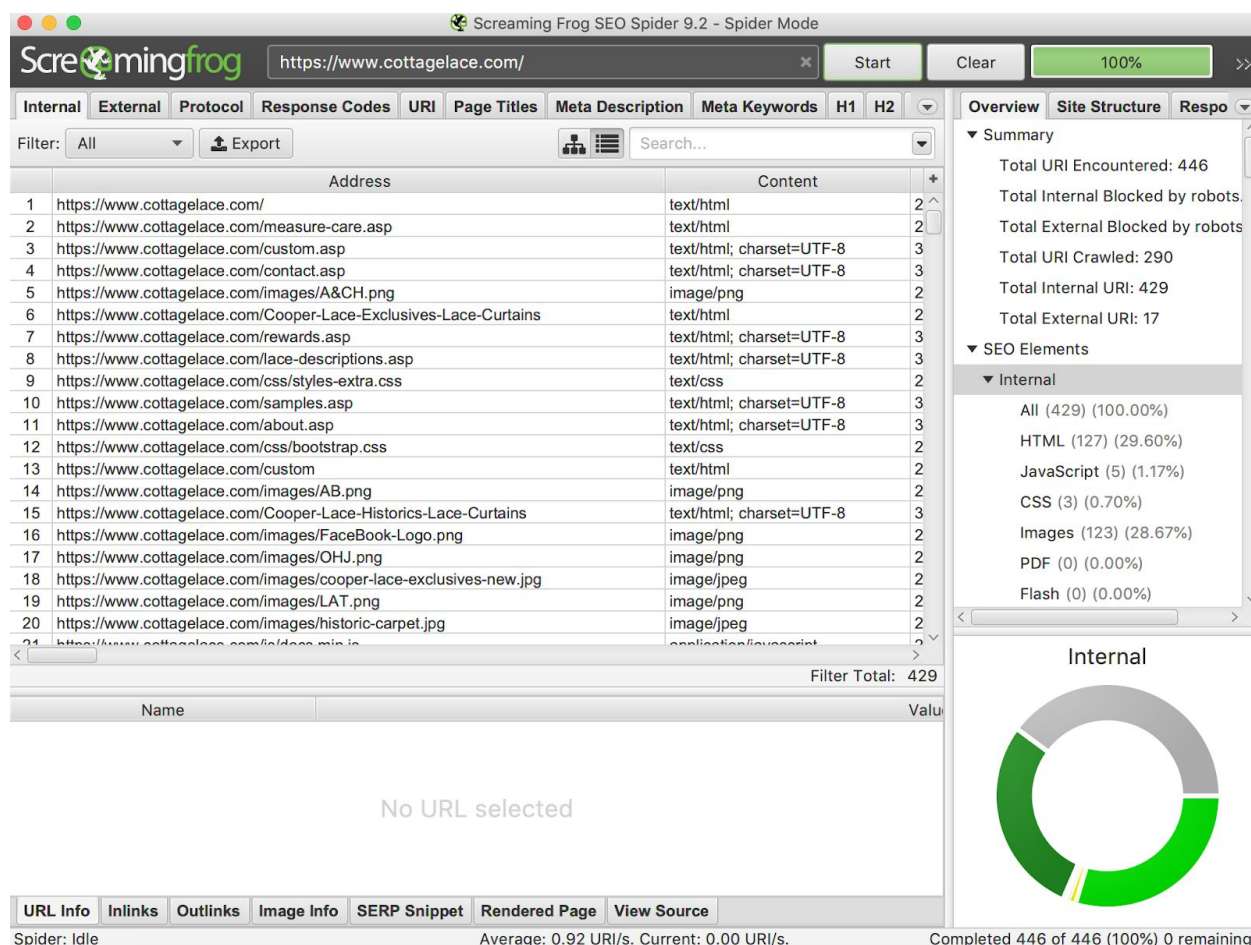 Screaming Frog SEO Spider 9.2 - Spider Mode
Screamingfrog https://www.cottagelace.com/ × Start Clear 100% >>
Internal External Protocol Response Codes URI Page Titles Meta Description Meta Keywords H1 H2
Filter: All Export Search...
Address Content +
1 https://www.cottagelace.com/ text/html 2
2 https://www.cottagelace.com/measure-care.asp text/html 2
3 https://www.cottagelace.com/custom.asp text/html; charset=UTF-8 3
4 https://www.cottagelace.com/contact.asp text/html; charset=UTF-8 3
5 https://www.cottagelace.com/images/A&CH.png image/png 2
6 https://www.cottagelace.com/Cooper-Lace-Exclusives-Lace-Curtains text/html 2
7 https://www.cottagelace.com/rewards.asp text/html; charset=UTF-8 3
8 https://www.cottagelace.com/lace-descriptions.asp text/html; charset=UTF-8 3
9 https://www.cottagelace.com/css/styles-extra.css text/css 2
10 https://www.cottagelace.com/samples.asp text/html; charset=UTF-8 3
11 https://www.cottagelace.com/about.asp text/html; charset=UTF-8 3
12 https://www.cottagelace.com/css/bootstrap.css text/css 2
13 https://www.cottagelace.com/custom text/html 2
14 https://www.cottagelace.com/images/AB.png image/png 2
15 https://www.cottagelace.com/Cooper-Lace-Historics-Lace-Curtains text/html; charset=UTF-8 3
16 https://www.cottagelace.com/images/FaceBook-Logo.png image/png 2
17 https://www.cottagelace.com/images/OHJ.png image/png 2
18 https://www.cottagelace.com/images/cooper-lace-exclusives-new.jpg image/jpeg 2
19 https://www.cottagelace.com/images/LAT.png image/png 2
20 https://www.cottagelace.com/images/historic-carpet.jpg image/jpeg 2
Filter Total: 429
Name Valu
No URL selected
URL Info Inlinks Outlinks Image Info SERP Snippet Rendered Page View Source
Overview Site Structure Respo
Summary
Total URI Encountered: 446
Total Internal Blocked by robots.
Total External Blocked by robots
Total URI Crawled: 290
Total Internal URI: 429
Total External URI: 17
SEO Elements
Internal
All (429) (100.00%)
HTML (127) (29.60%)
JavaScript (5) (1.17%)
CSS (3) (0.70%)
Images (123) (28.67%)
PDF (0) (0.00%)
Flash (0) (0.00%)
Internal
Spider: Idle Average: 0.92 URI/s. Current: 0.00 URI/s. Completed 446 of 446 (100%) 0 remaining